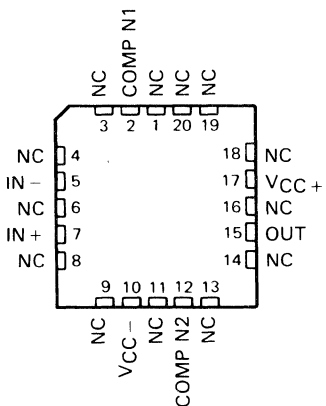 NC COMP N1 NC NC NC
3 2 1 20 19
NC 4 18 NC
IN − 5 17 VCC +
NC 6 16 NC
IN + 7 15 OUT
NC 8 14 NC
9 10 11 12 13
NC VCC− NC COMP N2 NC